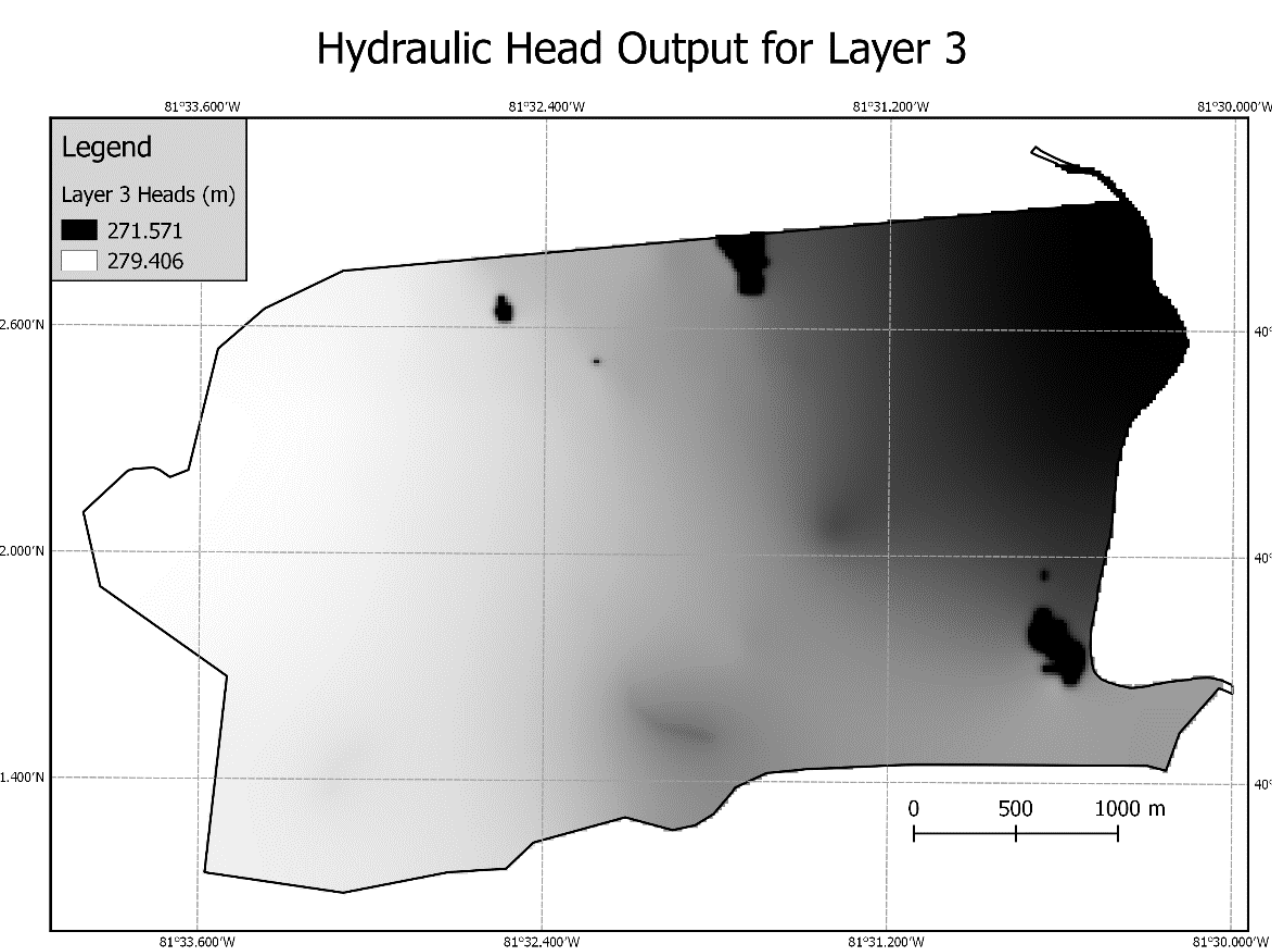 Hydraulic Head Output for Layer 3
81°33.600'W 81°32.400'W 81°31.200'W 81°30.000'W
Legend
Layer 3 Heads (m)
271.571
279.406
2.600'N 40°
2.000'N 40°
1.400'N 40°
0 500 1000 m
81°33.600'W 81°32.400'W 81°31.200'W 81°30.000'W